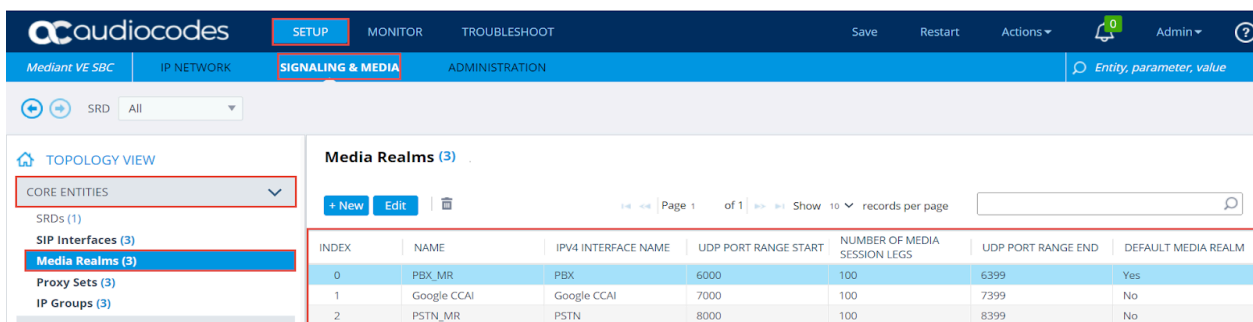 audiocodes SETUP MONITOR TROUBLESHOOT Save Restart Actions 0 Admin ?
Mediant VE SBC IP NETWORK SIGNALING & MEDIA ADMINISTRATION Entity, parameter, value
SRD All
TOPOLOGY VIEW
CORE ENTITIES
SRDs (1)
SIP Interfaces (3)
Media Realms (3)
Proxy Sets (3)
IP Groups (3)
Media Realms (3)
+ New Edit Page 1 of 1 Show 10 records per page
INDEX NAME IPV4 INTERFACE NAME UDP PORT RANGE START NUMBER OF MEDIA SESSION LEGS UDP PORT RANGE END DEFAULT MEDIA REALM
0 PBX_MR PBX 6000 100 6399 Yes
1 Google CCAI Google CCAI 7000 100 7399 No
2 PSTN_MR PSTN 8000 100 8399 No